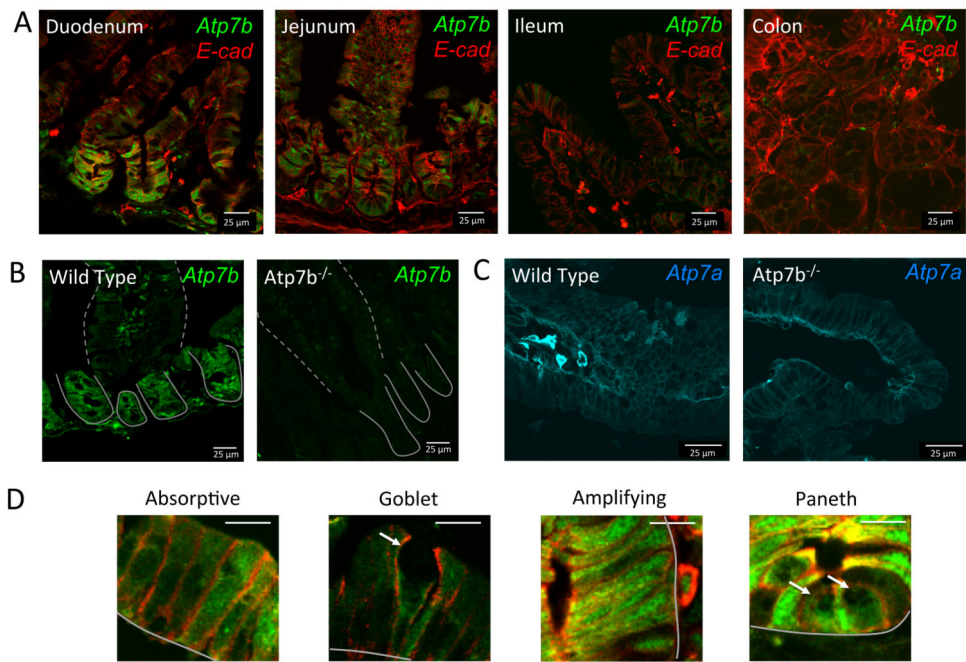 A
Duodenum Atp7b
E-cad
25 µm
Jejunum Atp7b
E-cad
25 µm
Ileum Atp7b
E-cad
25 µm
Colon Atp7b
E-cad
25 µm
B
Wild Type Atp7b
25 µm
Atp7b-/- Atp7b
25 µm
C
Wild Type Atp7a
25 µm
Atp7b-/- Atp7a
25 µm
D
Absorptive
Goblet
Amplifying
Paneth